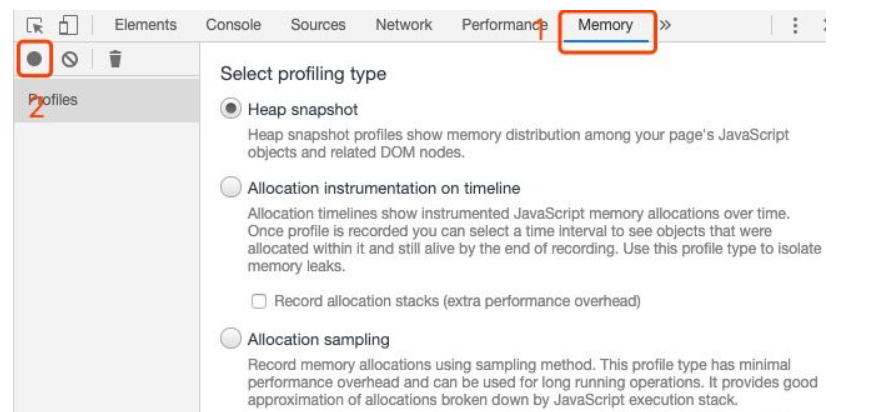 Elements Console Sources Network Performance 1 Memory »
2 Profiles
Select profiling type
Heap snapshot
Heap snapshot profiles show memory distribution among your page's JavaScript
objects and related DOM nodes.
Allocation instrumentation on timeline
Allocation timelines show instrumented JavaScript memory allocations over time.
Once profile is recorded you can select a time interval to see objects that were
allocated within it and still alive by the end of recording. Use this profile type to isolate
memory leaks.
Record allocation stacks (extra performance overhead)
Allocation sampling
Record memory allocations using sampling method. This profile type has minimal
performance overhead and can be used for long running operations. It provides good
approximation of allocations broken down by JavaScript execution stack.